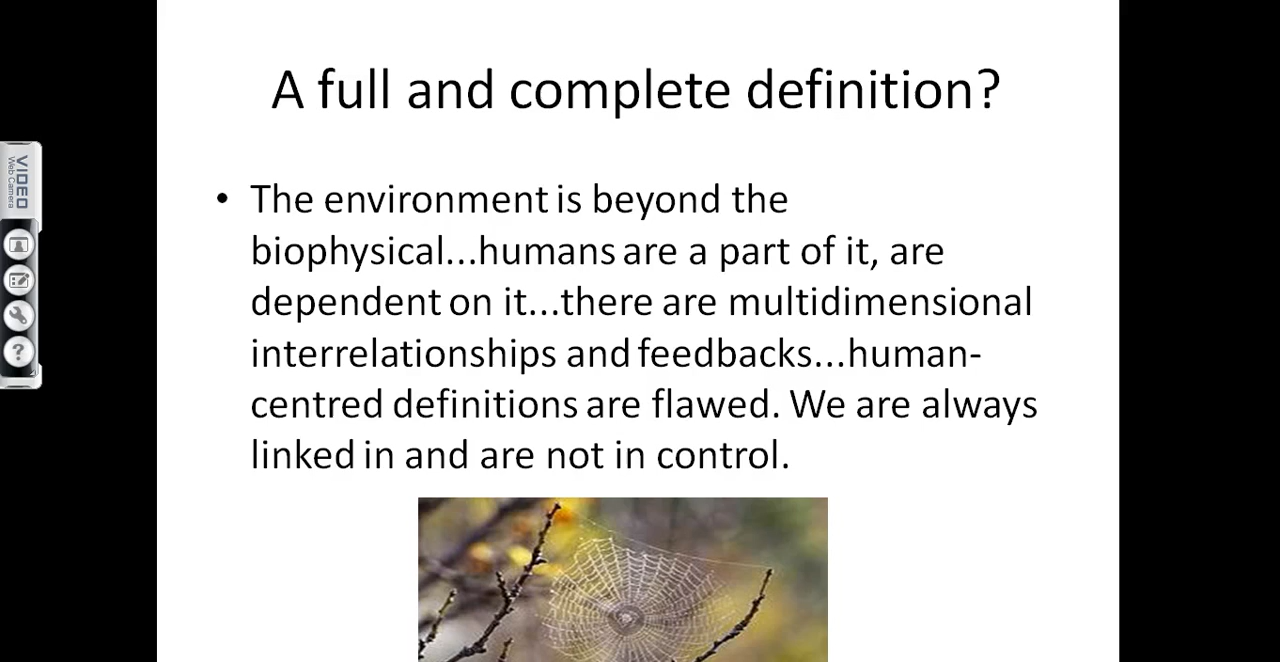 A full and complete definition?
• The environment is beyond the
biophysical...humans are a part of it, are
dependent on it...there are multidimensional
interrelationships and feedbacks...human-
centred definitions are flawed. We are always
linked in and are not in control.
VIDEO
Web Camera
?